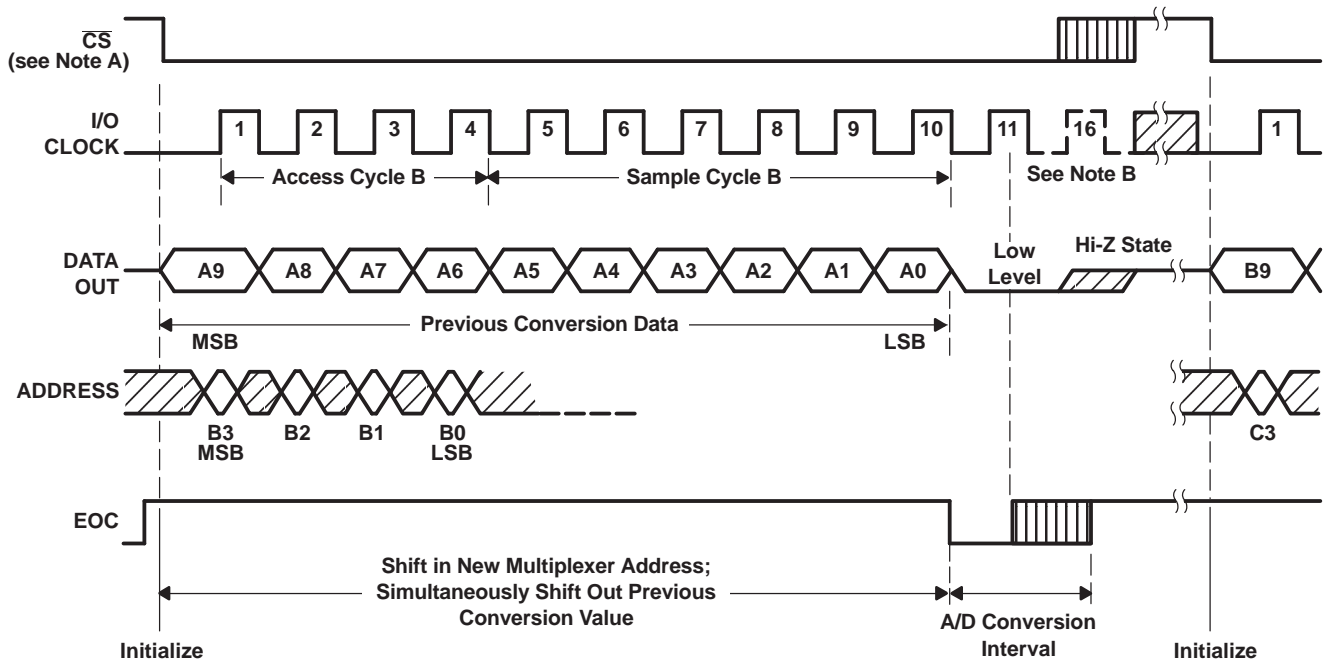 CS
(see Note A)
I/O
CLOCK
1 2 3 4 5 6 7 8 9 10 11 16 1
Access Cycle B
Sample Cycle B
See Note B
DATA
OUT
A9 A8 A7 A6 A5 A4 A3 A2 A1 A0
Low
Level
Hi-Z State
B9
Previous Conversion Data
MSB
LSB
ADDRESS
B3
MSB
B2
B1
B0
LSB
C3
EOC
Shift in New Multiplexer Address;
Simultaneously Shift Out Previous
Conversion Value
A/D Conversion
Interval
Initialize
Initialize